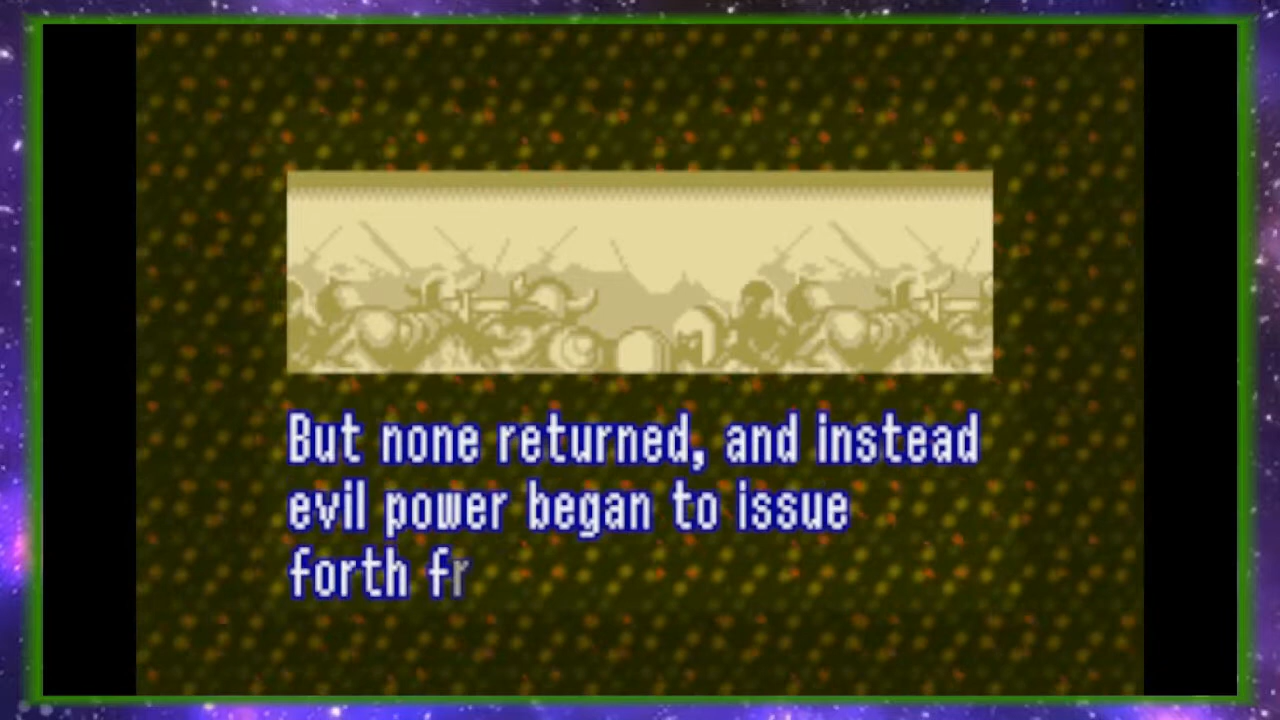 But none returned, and instead
evil power began to issue
forth fr